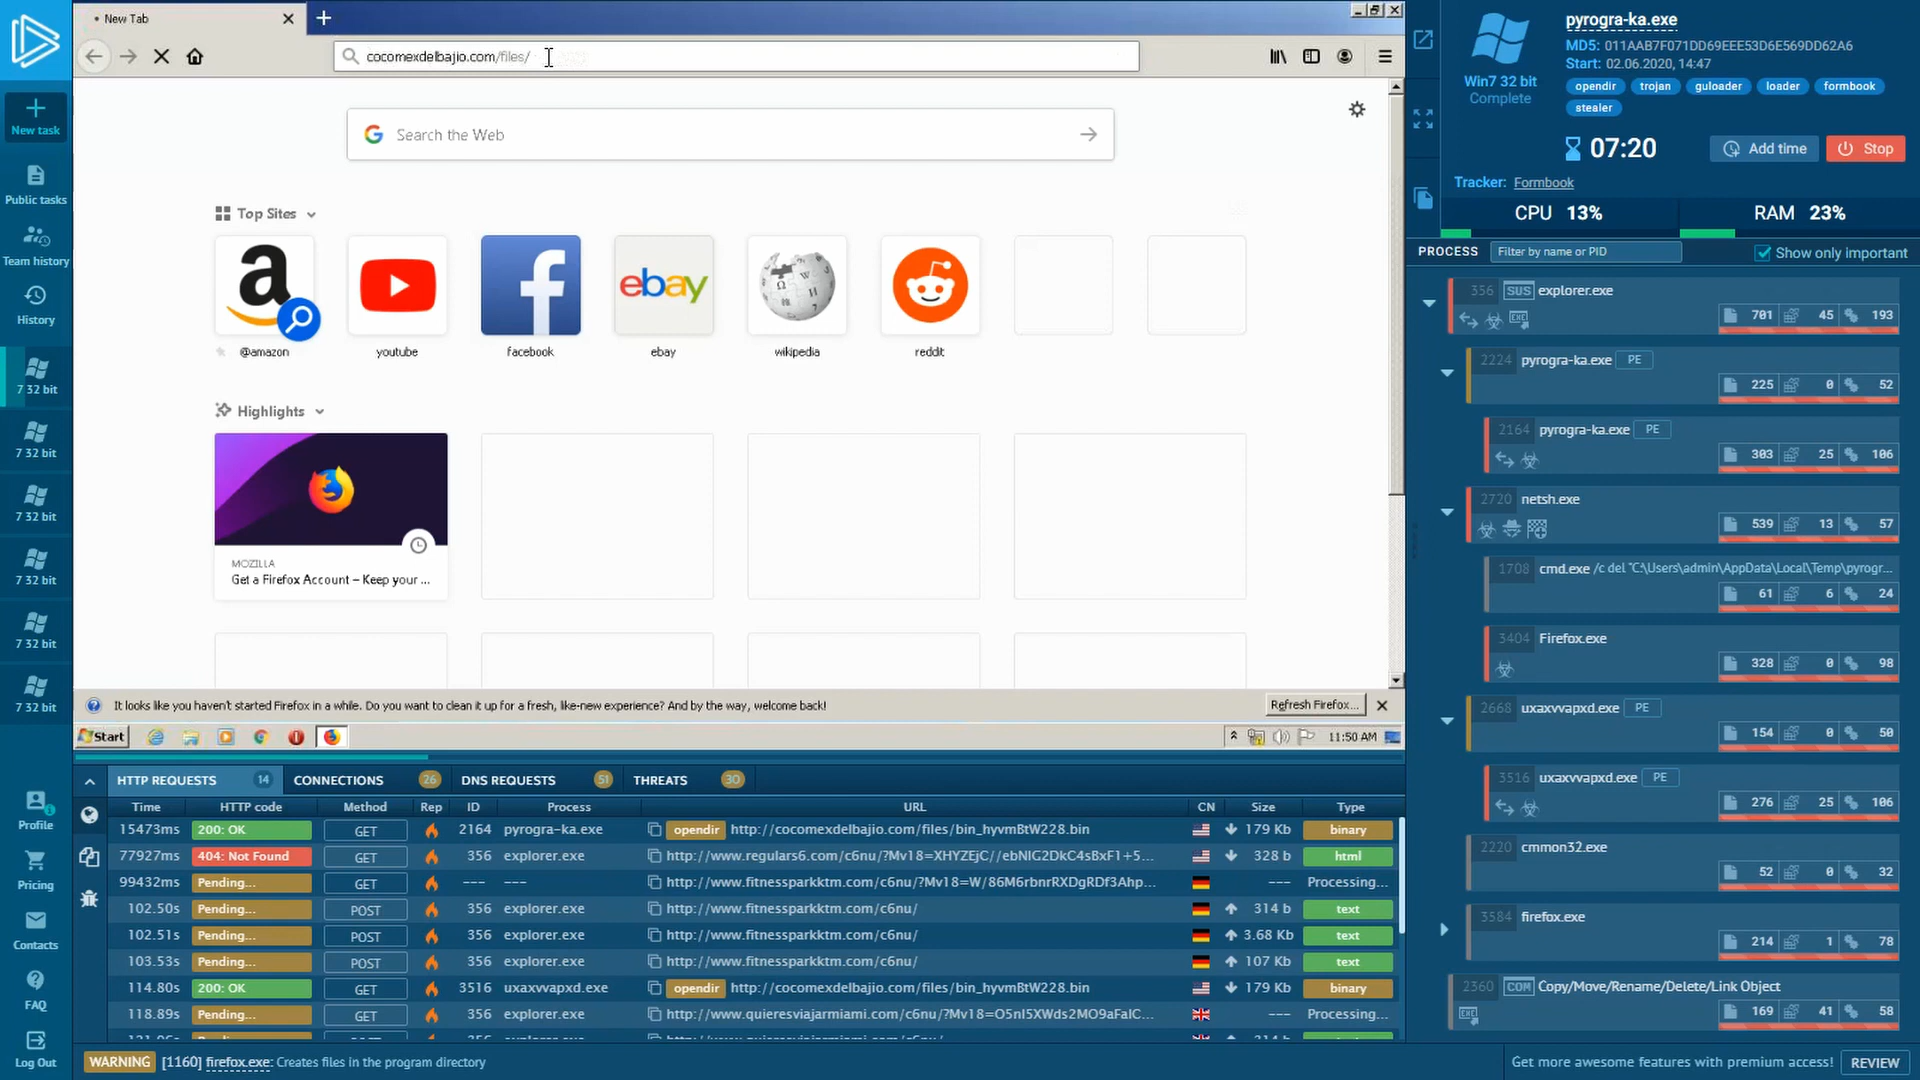 New Tab
cocomexdelbajio.com/files/
Search the Web
Top Sites
@amazon
youtube
facebook
ebay
ebay
wikipedia
reddit
Highlights
MOZILLA
Get a Firefox Account – Keep your ...
It looks like you haven't started Firefox in a while. Do you want to clean it up for a fresh, like-new experience? And by the way, welcome back!
Refresh Firefox...
Start
11:50 AM
New task
Public tasks
Team history
History
7 32 bit
7 32 bit
7 32 bit
7 32 bit
7 32 bit
7 32 bit
Profile
Pricing
Contacts
FAQ
Log Out
HTTP REQUESTS 14 CONNECTIONS 26 DNS REQUESTS 51 THREATS 30
Time HTTP code Method Rep ID Process URL CN Size Type
15473ms 200: OK GET 2164 pyrogra-ka.exe opendir http://cocomexdelbajio.com/files/bin_hyvmBtW228.bin 179 Kb binary
77927ms 404: Not Found GET 356 explorer.exe http://www.regulars6.com/c6nu/?Mv18=XHYZEjC//ebNIG2DkC4sBxF1+5... 328 b html
99432ms Pending... GET --- --- http://www.fitnessparkktm.com/c6nu/?Mv18=W/86M6rbnrRXDgRDf3Ahp... --- Processing...
102.50s Pending... POST 356 explorer.exe http://www.fitnessparkktm.com/c6nu/ 314 b text
102.51s Pending... POST 356 explorer.exe http://www.fitnessparkktm.com/c6nu/ 3.68 Kb text
103.53s Pending... POST 356 explorer.exe http://www.fitnessparkktm.com/c6nu/ 107 Kb text
114.80s 200: OK GET 3516 uxaxvvapxd.exe opendir http://cocomexdelbajio.com/files/bin_hyvmBtW228.bin 179 Kb binary
118.89s Pending... GET 356 explorer.exe http://www.quieresviajarmiami.com/c6nu/?Mv18=O5nI5XWds2MO9aFaIC... --- Processing...
WARNING [1160] firefox.exe: Creates files in the program directory
Get more awesome features with premium access! REVIEW
Win7 32 bit
Complete
pyrogra-ka.exe
MD5: 011AAB7F071DD69EEE53D6E569DD62A6
Start: 02.06.2020, 14:47
opendir trojan guloader loader formbook
stealer
07:20 Add time Stop
Tracker: Formbook
CPU 13% RAM 23%
PROCESS Filter by name or PID Show only important
356 SUS explorer.exe
701 45 193
2224 pyrogra-ka.exe PE
225 0 52
2164 pyrogra-ka.exe PE
303 25 106
2720 netsh.exe
539 13 57
1708 cmd.exe /c del "C:\Users\admin\AppData\Local\Temp\pyrogr...
61 6 24
3404 Firefox.exe
328 0 98
2668 uxaxvvapxd.exe PE
154 0 50
3516 uxaxvvapxd.exe PE
276 25 106
2220 cmmon32.exe
52 0 32
3584 firefox.exe
214 1 78
2360 COM Copy/Move/Rename/Delete/Link Object
169 41 58